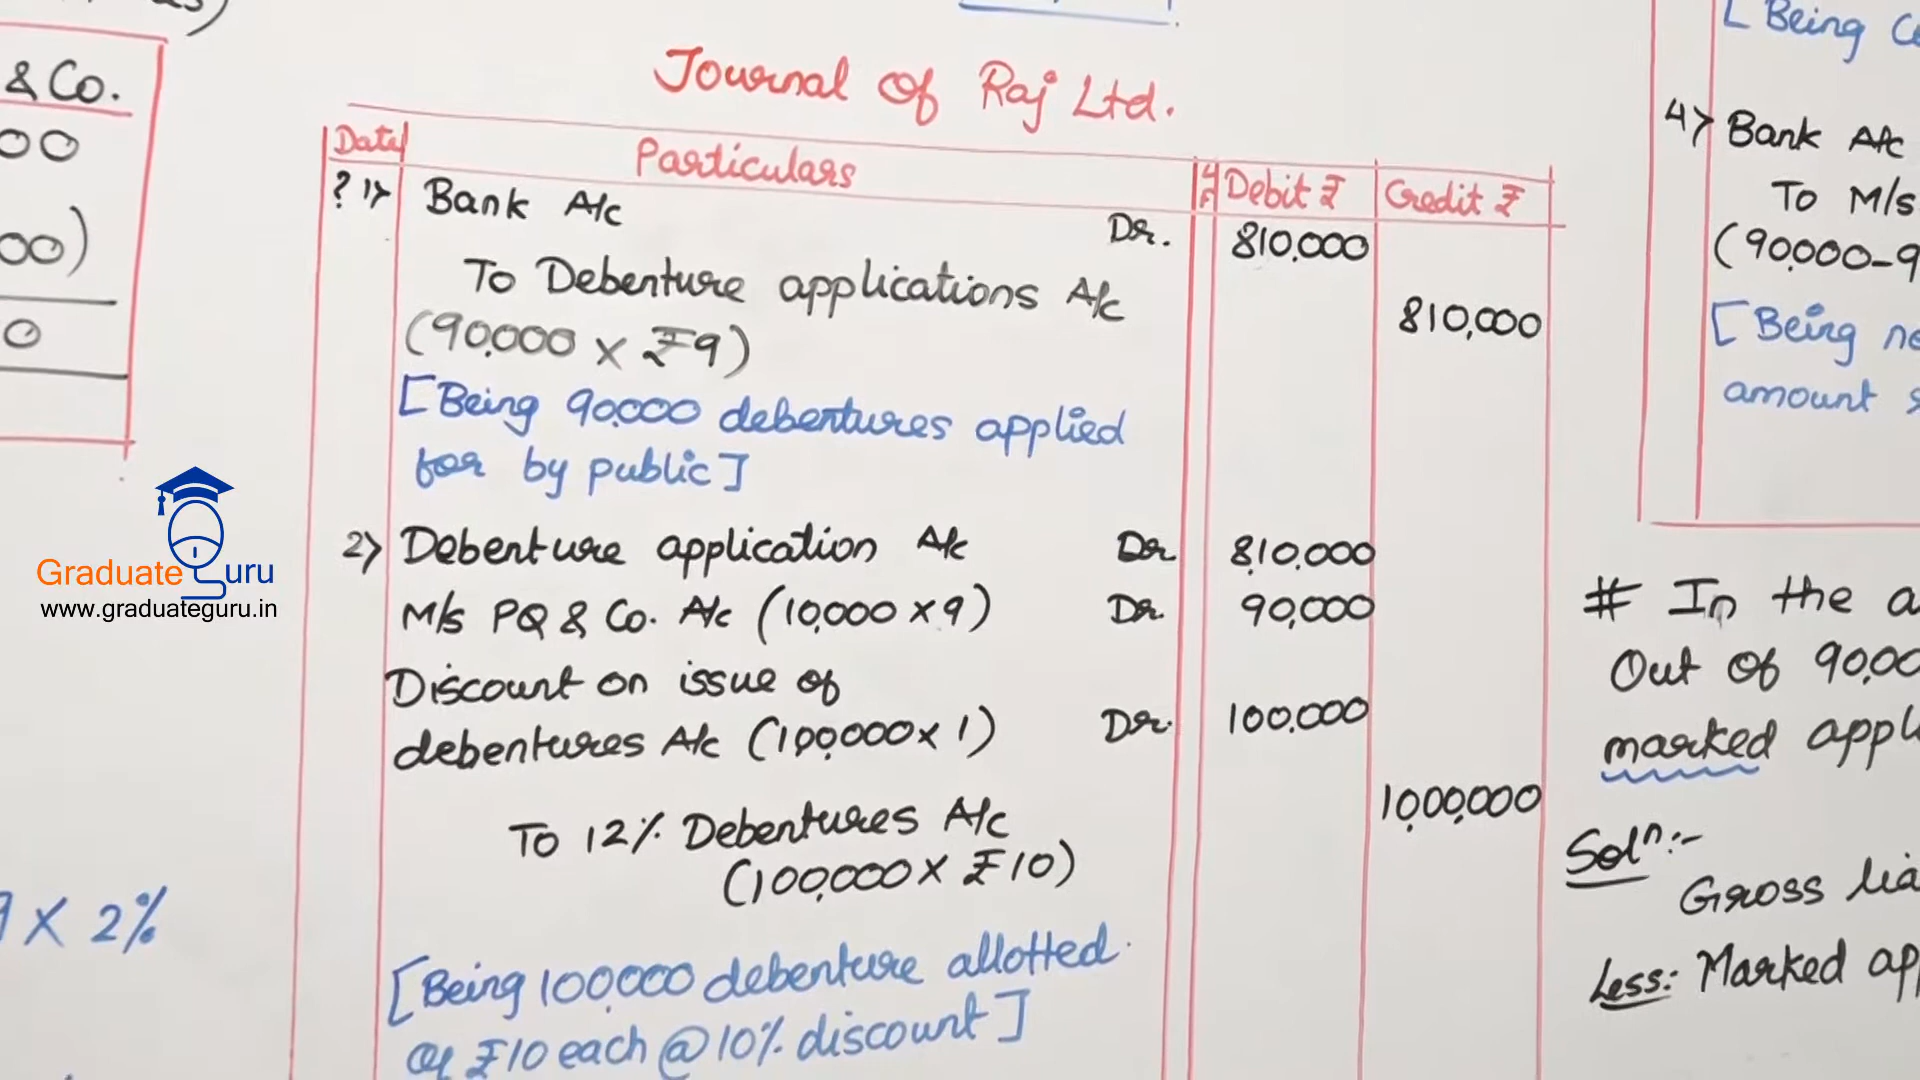 & Co.
00
00)
0
Graduate Guru
www.graduateguru.in
X 2%
Journal of Raj Ltd.
Date Particulars LF Debit ₹ Credit ₹
? 1> Bank A/c Dr. 810,000
To Debenture applications A/c 810,000
(90,000 X ₹9)
[Being 90,000 debentures applied
for by public]
2> Debenture application A/c Dr 810,000
M/s PQ & Co. A/c (10,000 X 9) Dr 90,000
Discount on issue of
debentures A/c (100,000 X 1) Dr. 100,000
To 12% Debentures A/c 1,000,000
(100,000 X ₹10)
[Being 100,000 debenture allotted.
of ₹10 each @ 10% discount]
[Being
4> Bank A/c
To M/s
(90,000-9
[Being
amount
# In the
Out of 90,00
marked
Solⁿ:-
Gross
Less: Marked